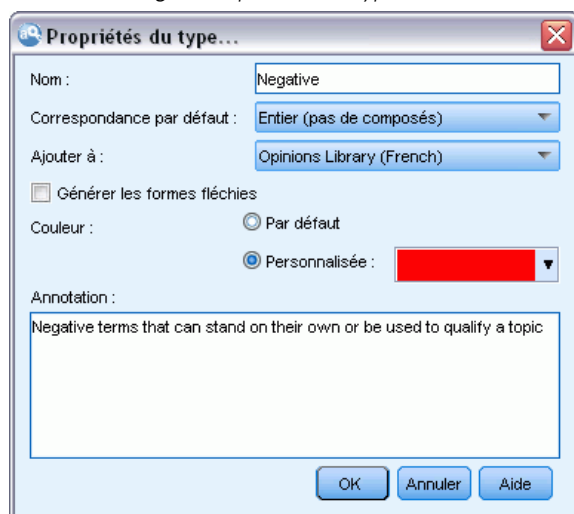 Propriétés du type...
Nom : Negative
Correspondance par défaut : Entier (pas de composés)
Ajouter à : Opinions Library (French)
Générer les formes fléchies
Couleur : Par défaut
Personnalisée :
Annotation :
Negative terms that can stand on their own or be used to qualify a topic
OK Annuler Aide